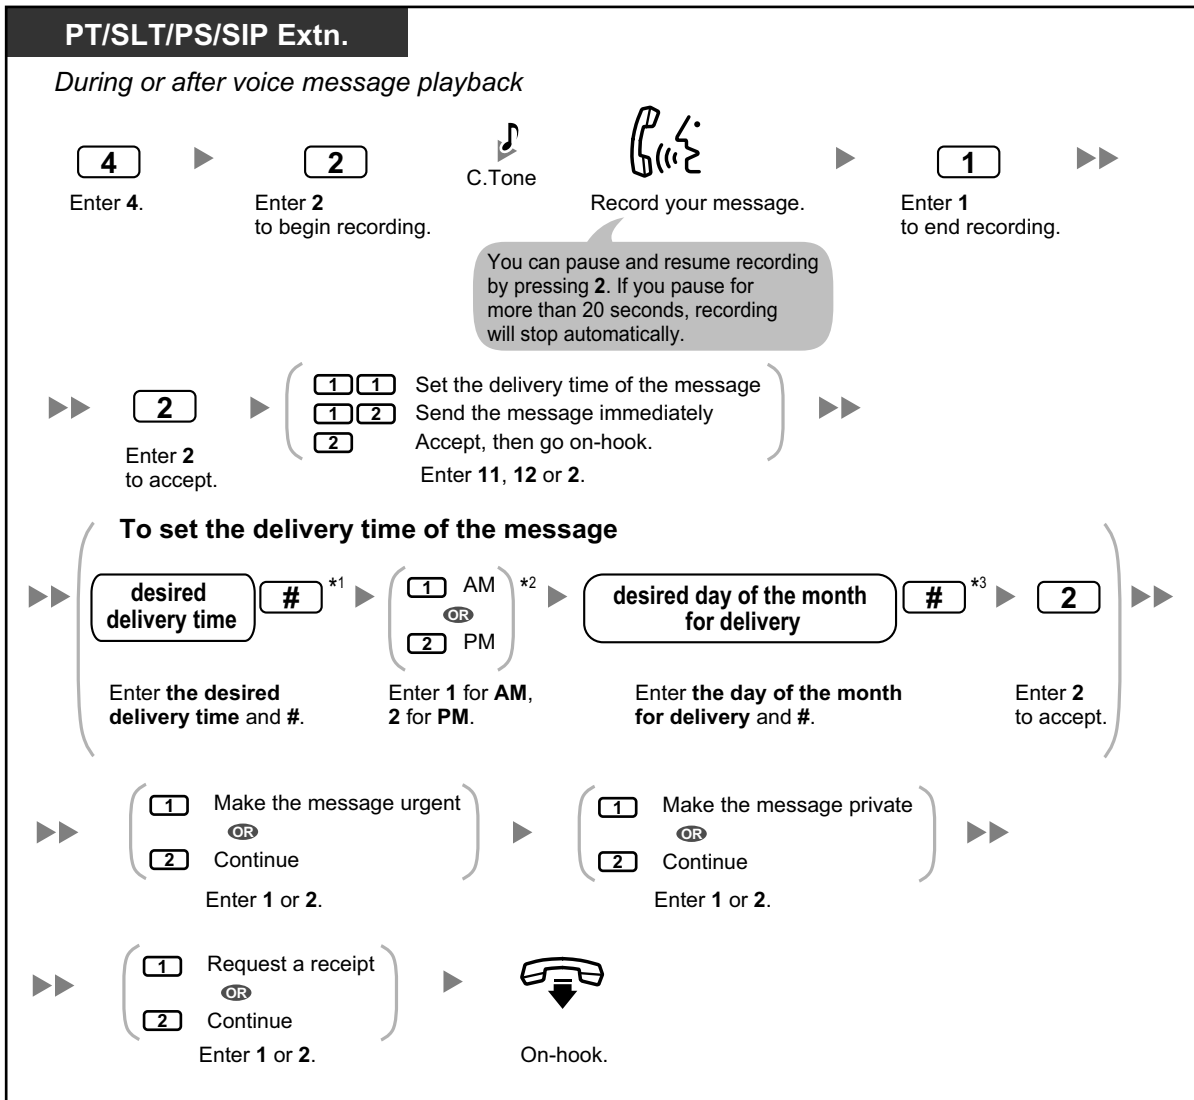 PT/SLT/PS/SIP Extn.
During or after voice message playback
4
2
C.Tone
1
Enter 4.
Enter 2
to begin recording.
Record your message.
Enter 1
to end recording.
You can pause and resume recording
by pressing 2. If you pause for
more than 20 seconds, recording
will stop automatically.
2
Enter 2
to accept.
1 1 Set the delivery time of the message
1 2 Send the message immediately
2 Accept, then go on-hook.
Enter 11, 12 or 2.
To set the delivery time of the message
desired
delivery time
# *1
1 AM
OR
2 PM
*2
desired day of the month
for delivery
# *3
2
Enter the desired
delivery time and #.
Enter 1 for AM,
2 for PM.
Enter the day of the month
for delivery and #.
Enter 2
to accept.
1 Make the message urgent
OR
2 Continue
Enter 1 or 2.
1 Make the message private
OR
2 Continue
Enter 1 or 2.
1 Request a receipt
OR
2 Continue
Enter 1 or 2.
On-hook.